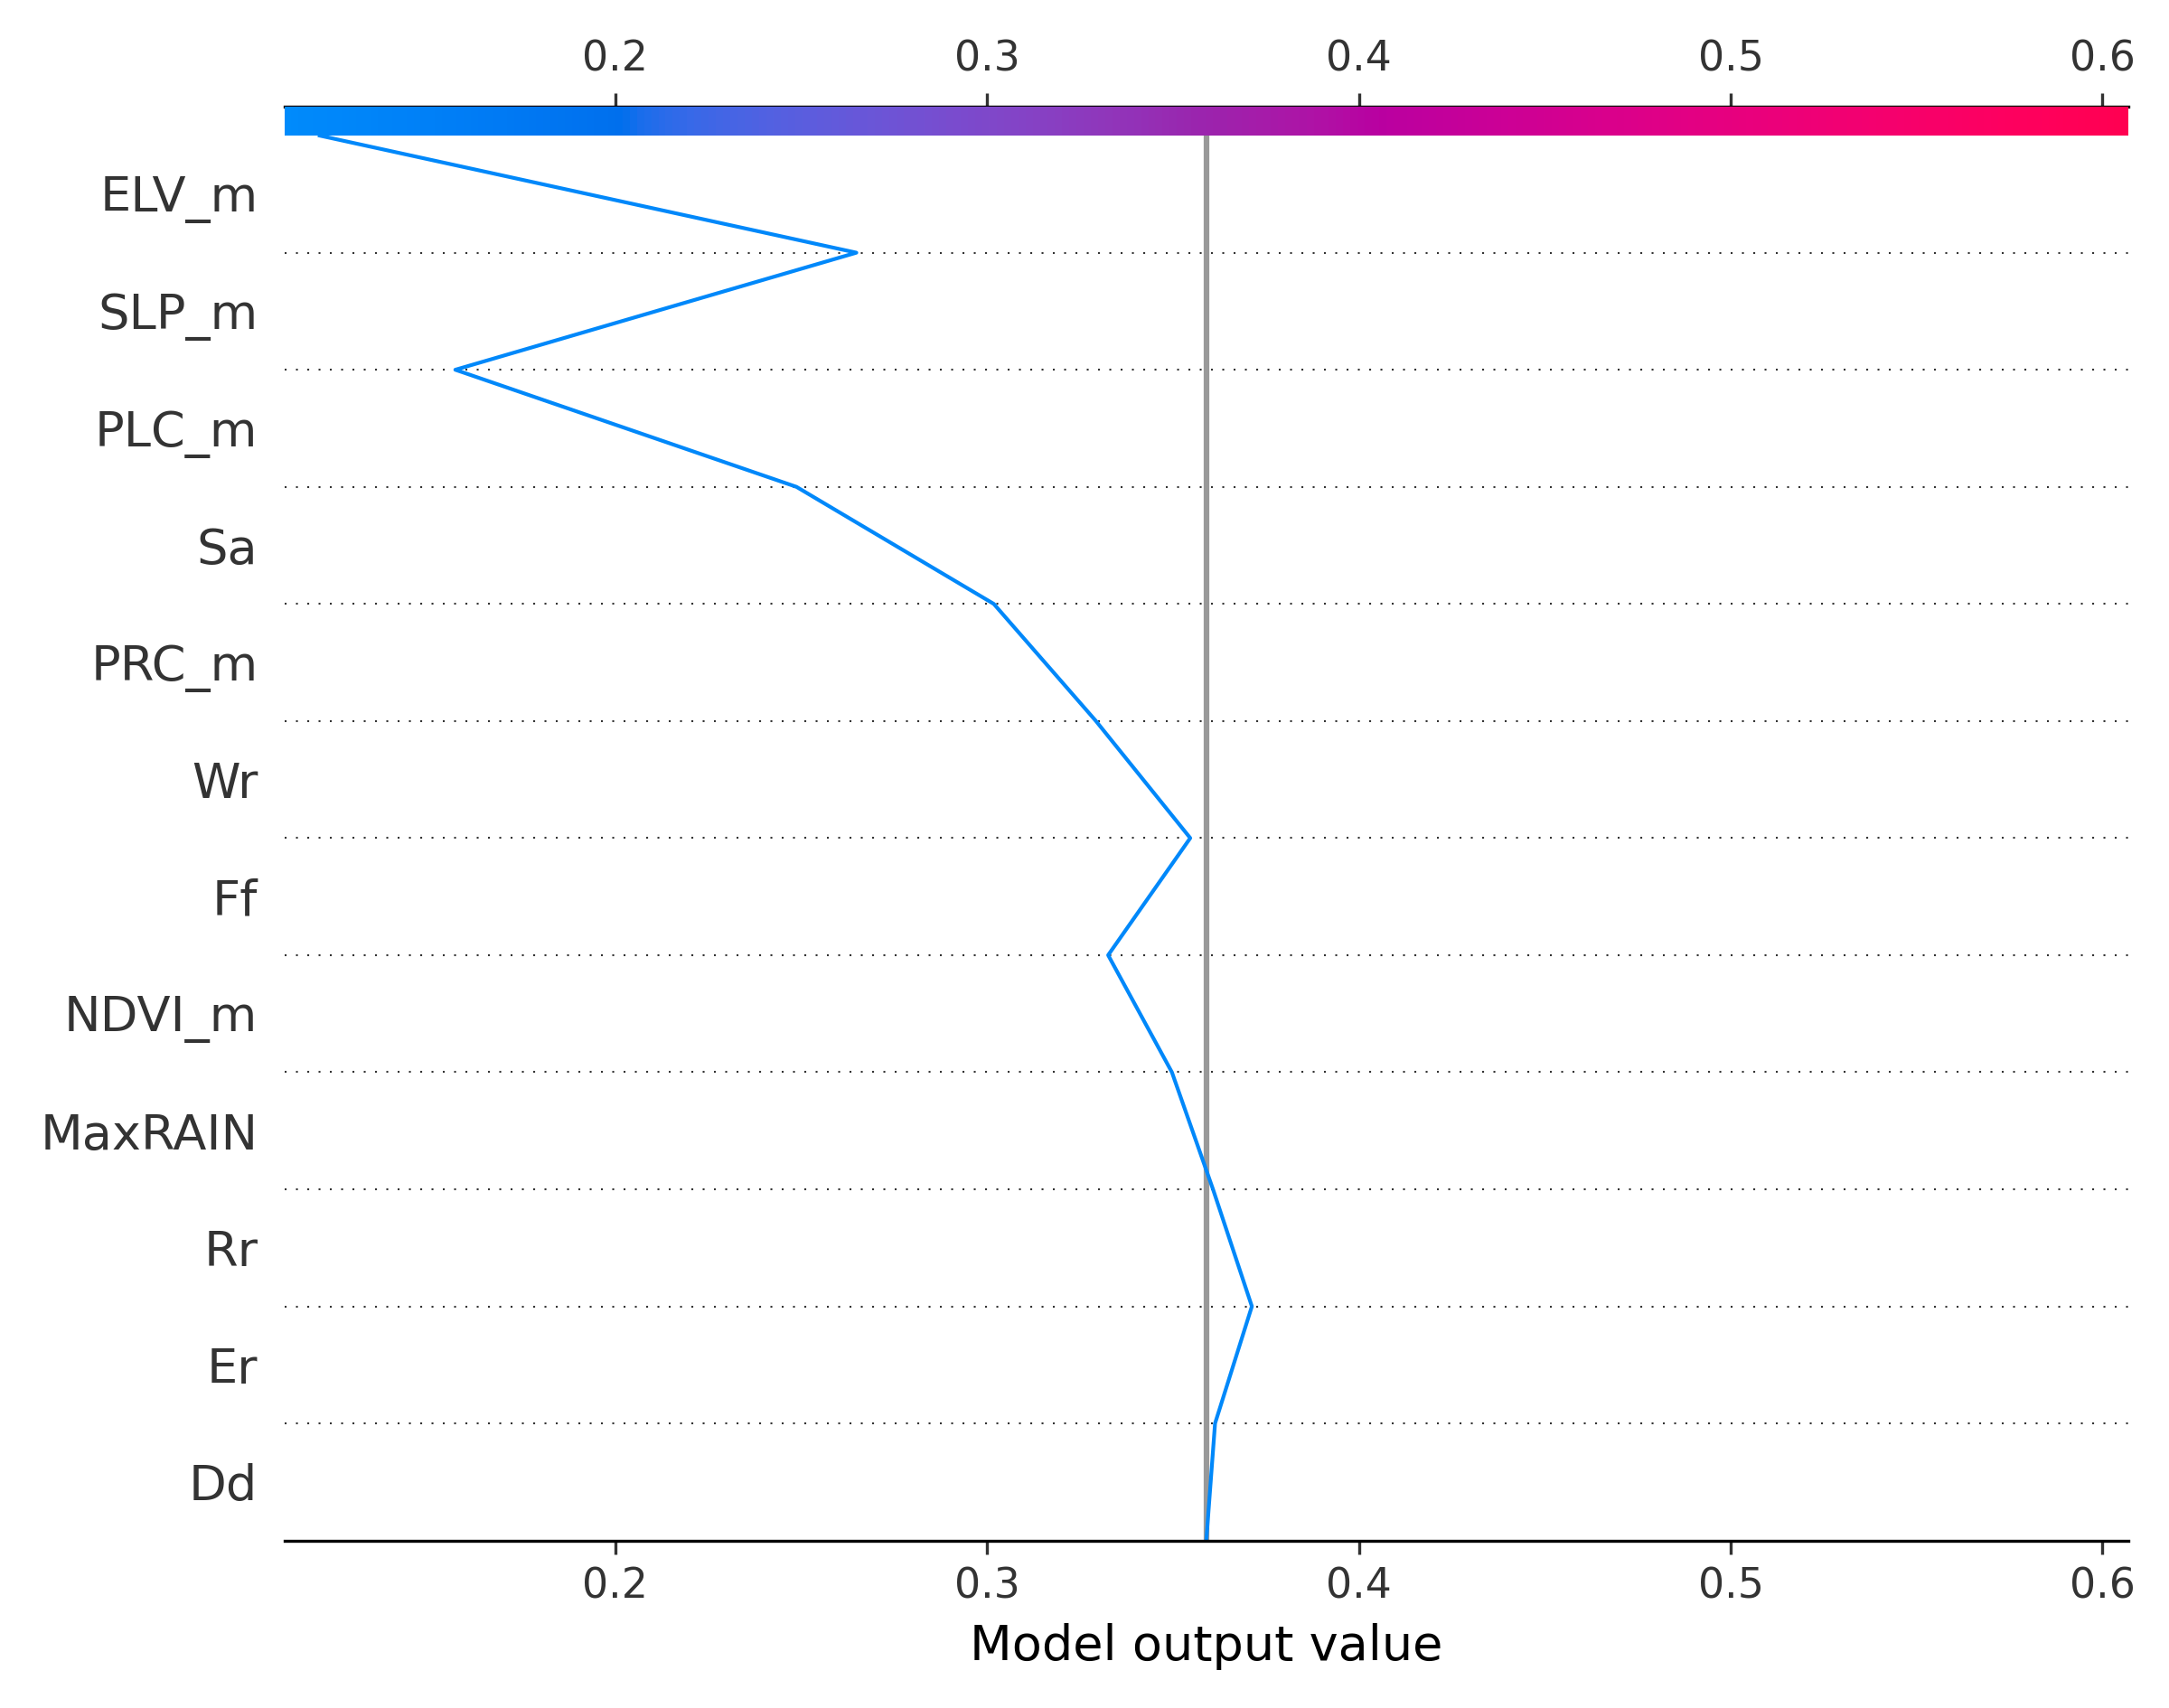 0.2 0.3 0.4 0.5 0.6
ELV_m
SLP_m
PLC_m
Sa
PRC_m
Wr
Ff
NDVI_m
MaxRAIN
Rr
Er
Dd
0.2 0.3 0.4 0.5 0.6
Model output value